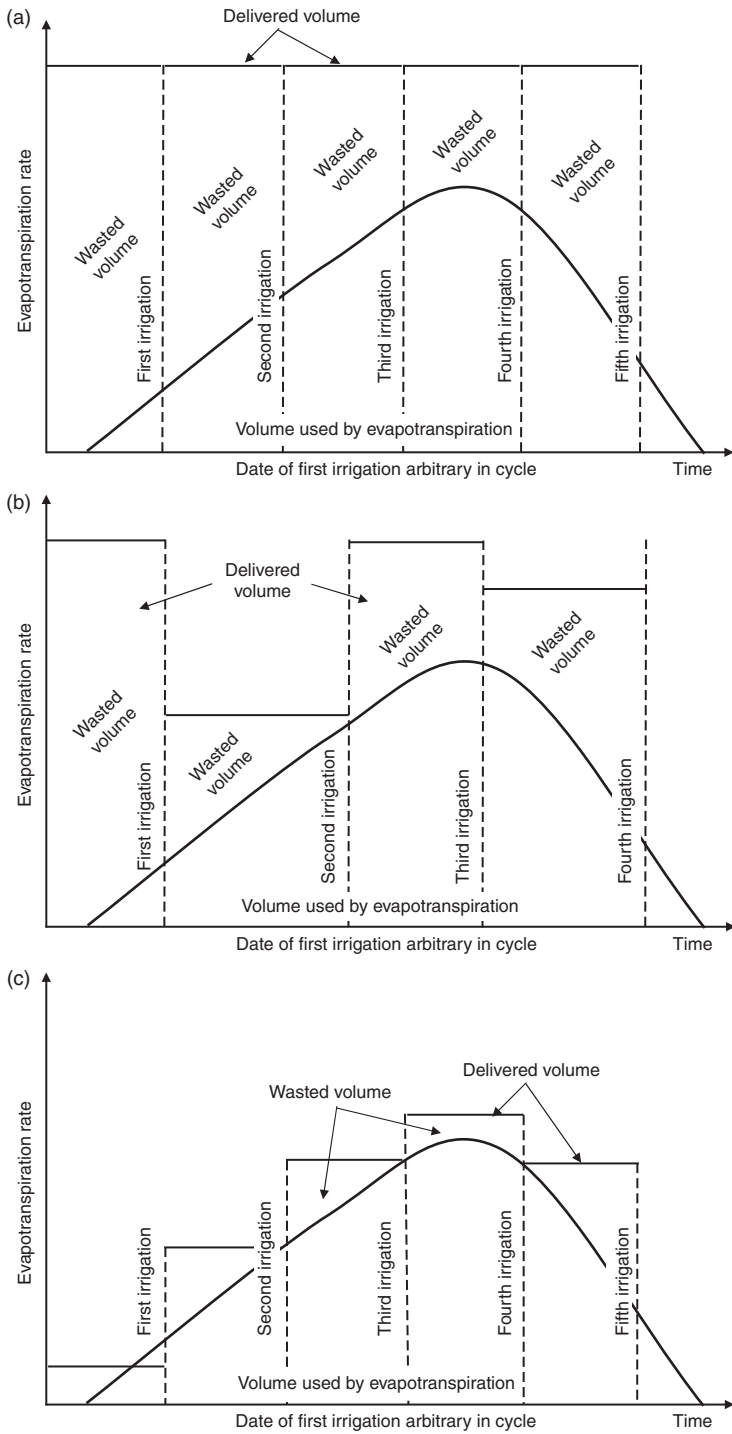 (a)
Delivered volume
Evapotranspiration rate
Wasted
volume
Wasted
volume
Wasted
volume
Wasted
volume
Wasted
volume
First irrigation
Second irrigation
Third irrigation
Fourth irrigation
Fifth irrigation
Volume used by evapotranspiration
Date of first irrigation arbitrary in cycle
Time
(b)
Delivered
volume
Evapotranspiration rate
Wasted
volume
Wasted
volume
Wasted
volume
Wasted
volume
First irrigation
Second irrigation
Third irrigation
Fourth irrigation
Volume used by evapotranspiration
Date of first irrigation arbitrary in cycle
Time
(c)
Delivered volume
Wasted volume
Evapotranspiration rate
First irrigation
Second irrigation
Third irrigation
Fourth irrigation
Fifth irrigation
Volume used by evapotranspiration
Date of first irrigation arbitrary in cycle
Time